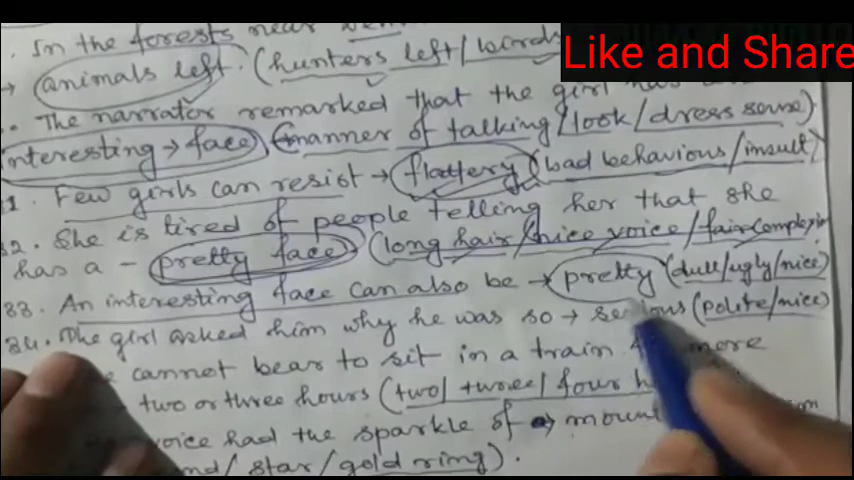 . In the forests near
→ animals left. (hunters left/birds
Like and Share
. The narrator remarked that the girl has
interesting → face (manner of talking/look/dress sense)
31. Few girls can resist → flattery (bad behavious/insult)
32. She is tired of people telling her that she
has a - pretty face (long hair/nice voice/fair complexion
33. An interesting face can also be → pretty (dull/ugly/nice)
34. The girl asked him why he was so → serious (polite/nice)
cannot bear to sit in a train more
two or three hours (two/three/four h
voice had the sparkle of → moun
/star/gold ring).